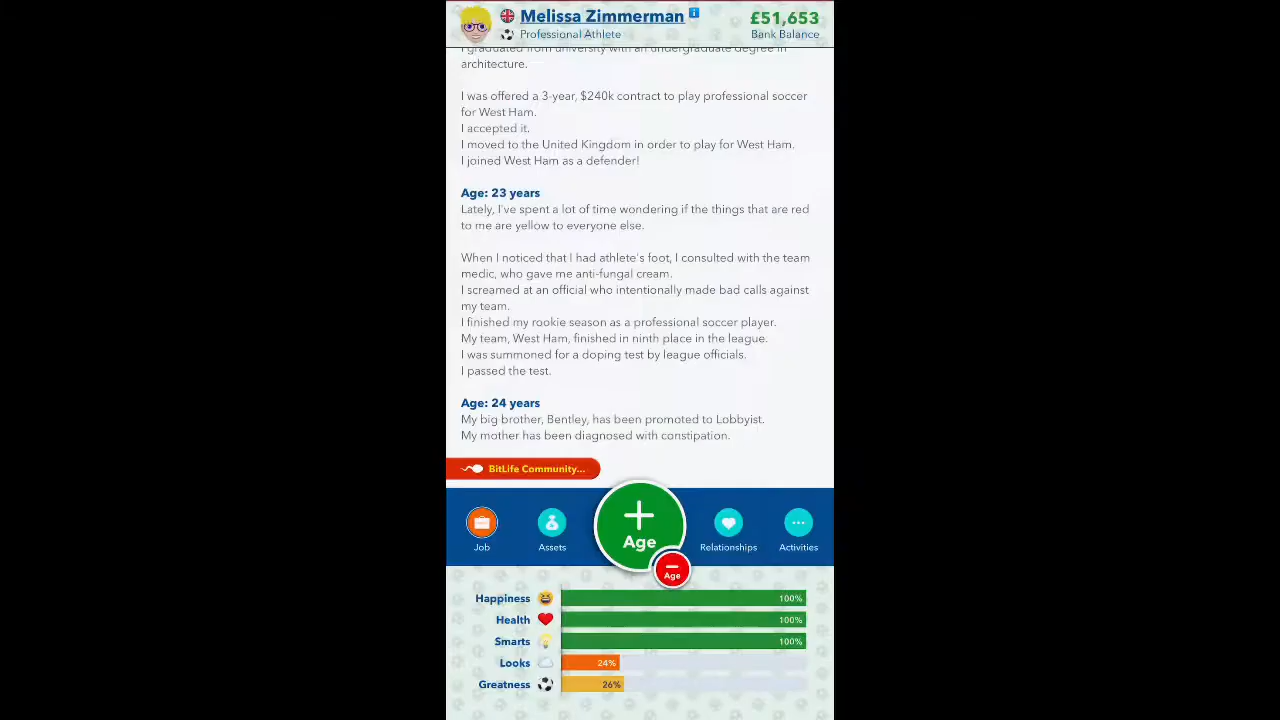 Melissa Zimmerman
£51,653
Professional Athlete
Bank Balance
I graduated from university with an undergraduate degree in
architecture.
I was offered a 3-year, $240k contract to play professional soccer
for West Ham.
I accepted it.
I moved to the United Kingdom in order to play for West Ham.
I joined West Ham as a defender!
Age: 23 years
Lately, I've spent a lot of time wondering if the things that are red
to me are yellow to everyone else.
When I noticed that I had athlete's foot, I consulted with the team
medic, who gave me anti-fungal cream.
I screamed at an official who intentionally made bad calls against
my team.
I finished my rookie season as a professional soccer player.
My team, West Ham, finished in ninth place in the league.
I was summoned for a doping test by league officials.
I passed the test.
Age: 24 years
My big brother, Bentley, has been promoted to Lobbyist.
My mother has been diagnosed with constipation.
BitLife Community...
Job
Assets
Age
Age
Relationships
Activities
Happiness 100%
Health 100%
Smarts 100%
Looks 24%
Greatness 26%